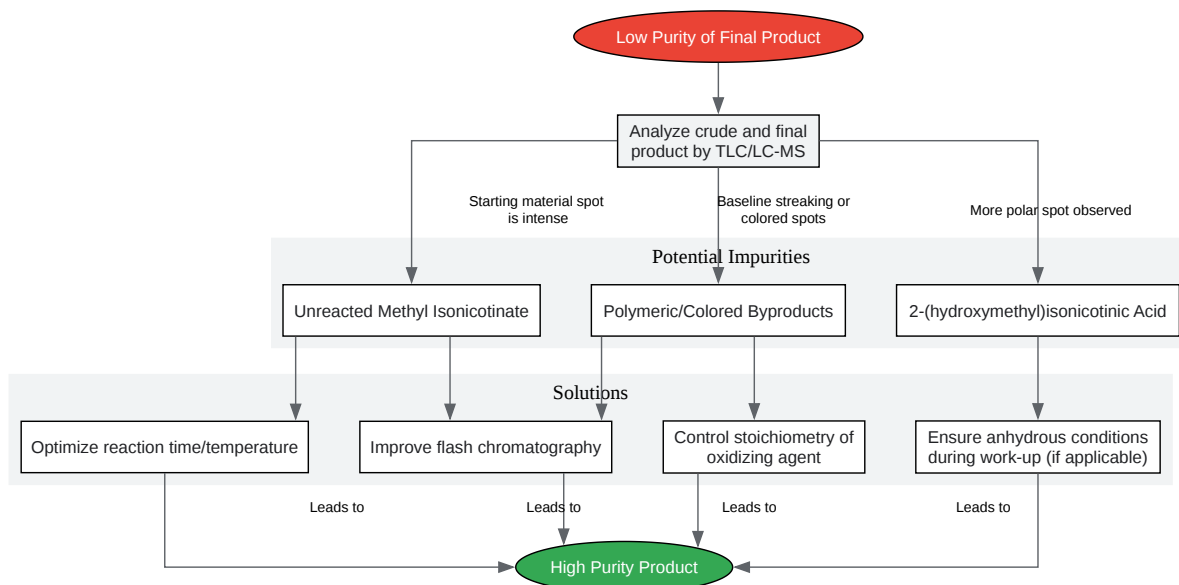 Low Purity of Final Product
Analyze crude and final
product by TLC/LC-MS
Starting material spot
is intense
Baseline streaking or
colored spots
More polar spot observed
Potential Impurities
Unreacted Methyl Isonicotinate
Polymeric/Colored Byproducts
2-(hydroxymethyl)isonicotinic Acid
Solutions
Optimize reaction time/temperature
Improve flash chromatography
Control stoichiometry of
oxidizing agent
Ensure anhydrous conditions
during work-up (if applicable)
Leads to
Leads to
Leads to
Leads to
High Purity Product